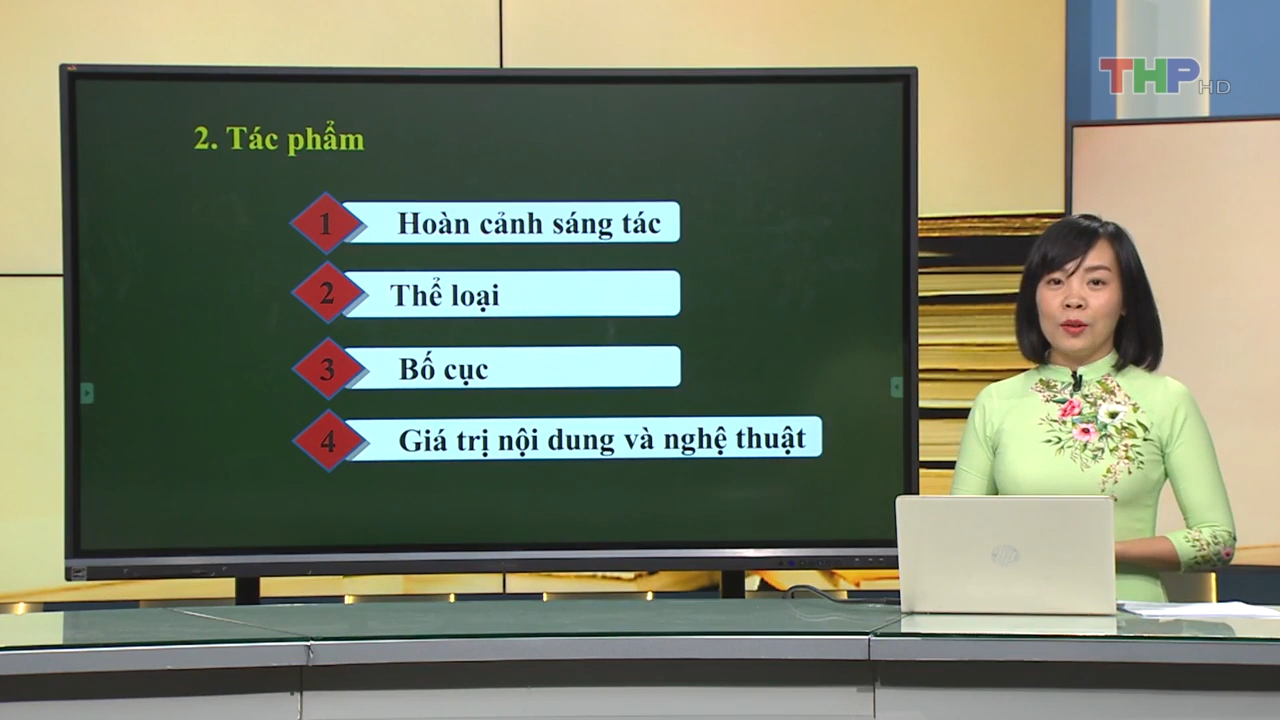 THP HD
2. Tác phẩm
1 Hoàn cảnh sáng tác
2 Thể loại
3 Bố cục
4 Giá trị nội dung và nghệ thuật
hp